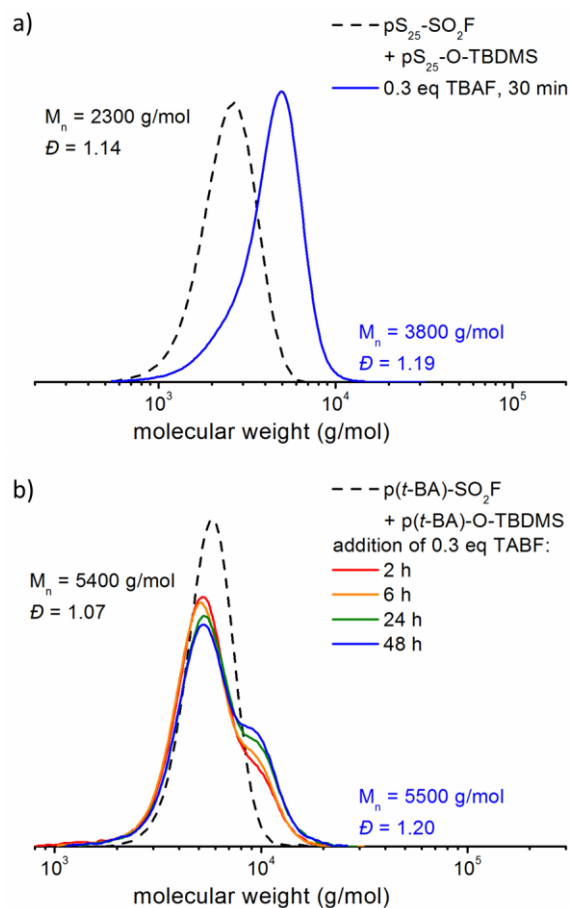 a)
pS₂₅-SO₂F
+ pS₂₅-O-TBDMS
0.3 eq TBAF, 30 min
Mₙ = 2300 g/mol
Đ = 1.14
Mₙ = 3800 g/mol
Đ = 1.19
10³ 10⁴ 10⁵
molecular weight (g/mol)
b)
p(t-BA)-SO₂F
+ p(t-BA)-O-TBDMS
addition of 0.3 eq TABF:
2 h
6 h
24 h
48 h
Mₙ = 5400 g/mol
Đ = 1.07
Mₙ = 5500 g/mol
Đ = 1.20
10³ 10⁴ 10⁵
molecular weight (g/mol)